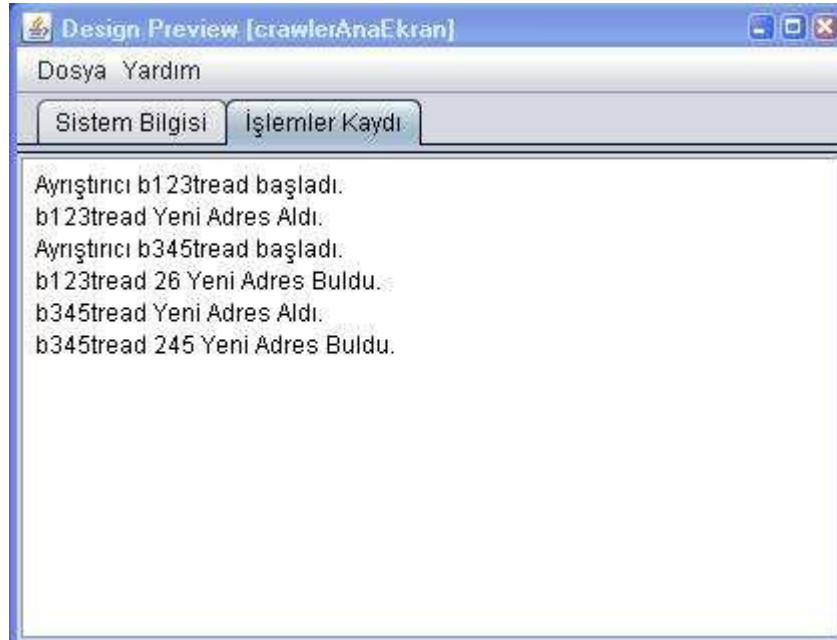 Design Preview [crawlerAnaEkran]
Dosya Yardım
Sistem Bilgisi İşlemler Kaydı
Ayrıştırıcı b123tread başladı.
b123tread Yeni Adres Aldı.
Ayrıştırıcı b345tread başladı.
b123tread 26 Yeni Adres Buldu.
b345tread Yeni Adres Aldı.
b345tread 245 Yeni Adres Buldu.